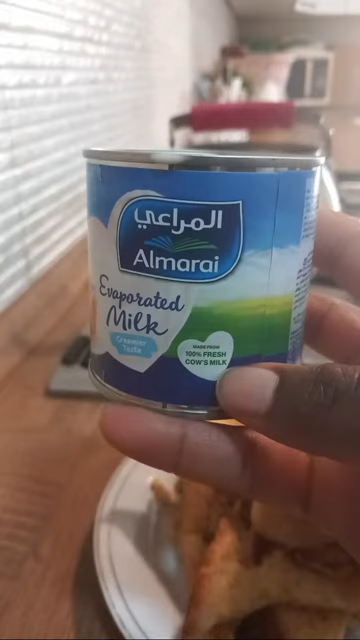 المراعي
Almarai
Evaporated
Milk
Creamier
Taste
MADE FROM
100% FRESH
COW'S MILK